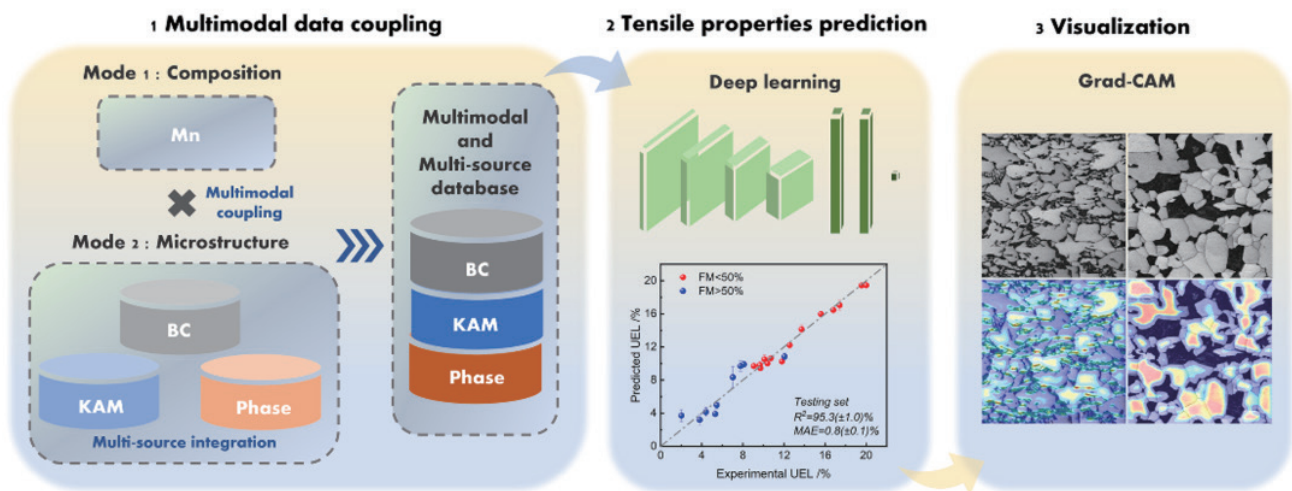 1 Multimodal data coupling
Mode 1 : Composition
Mn
Multimodal
coupling
Mode 2 : Microstructure
BC
KAM
Phase
Multi-source integration
Multimodal
and
Multi-source
database
BC
KAM
Phase
2 Tensile properties prediction
Deep learning
FM<50%
FM>50%
20
16
12
8
4
0
Predicted UEL /%
Testing set
R²=95.3(±1.0)%
MAE=0.8(±0.1)%
0 4 8 12 16 20
Experimental UEL /%
3 Visualization
Grad-CAM